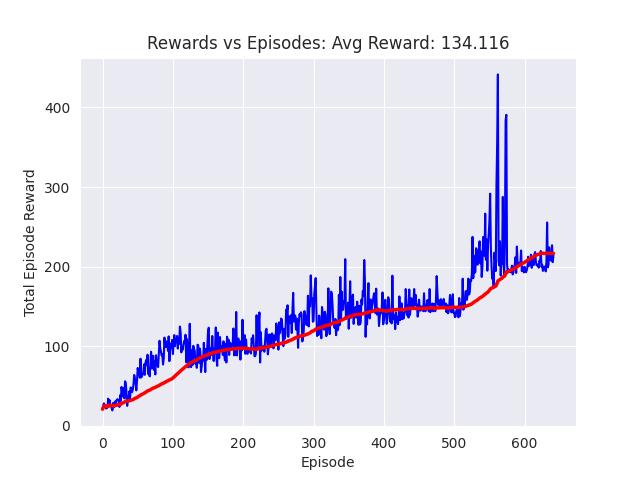 Rewards vs Episodes: Avg Reward: 134.116
400
300
200
100
0
Total Episode Reward
0 100 200 300 400 500 600
Episode